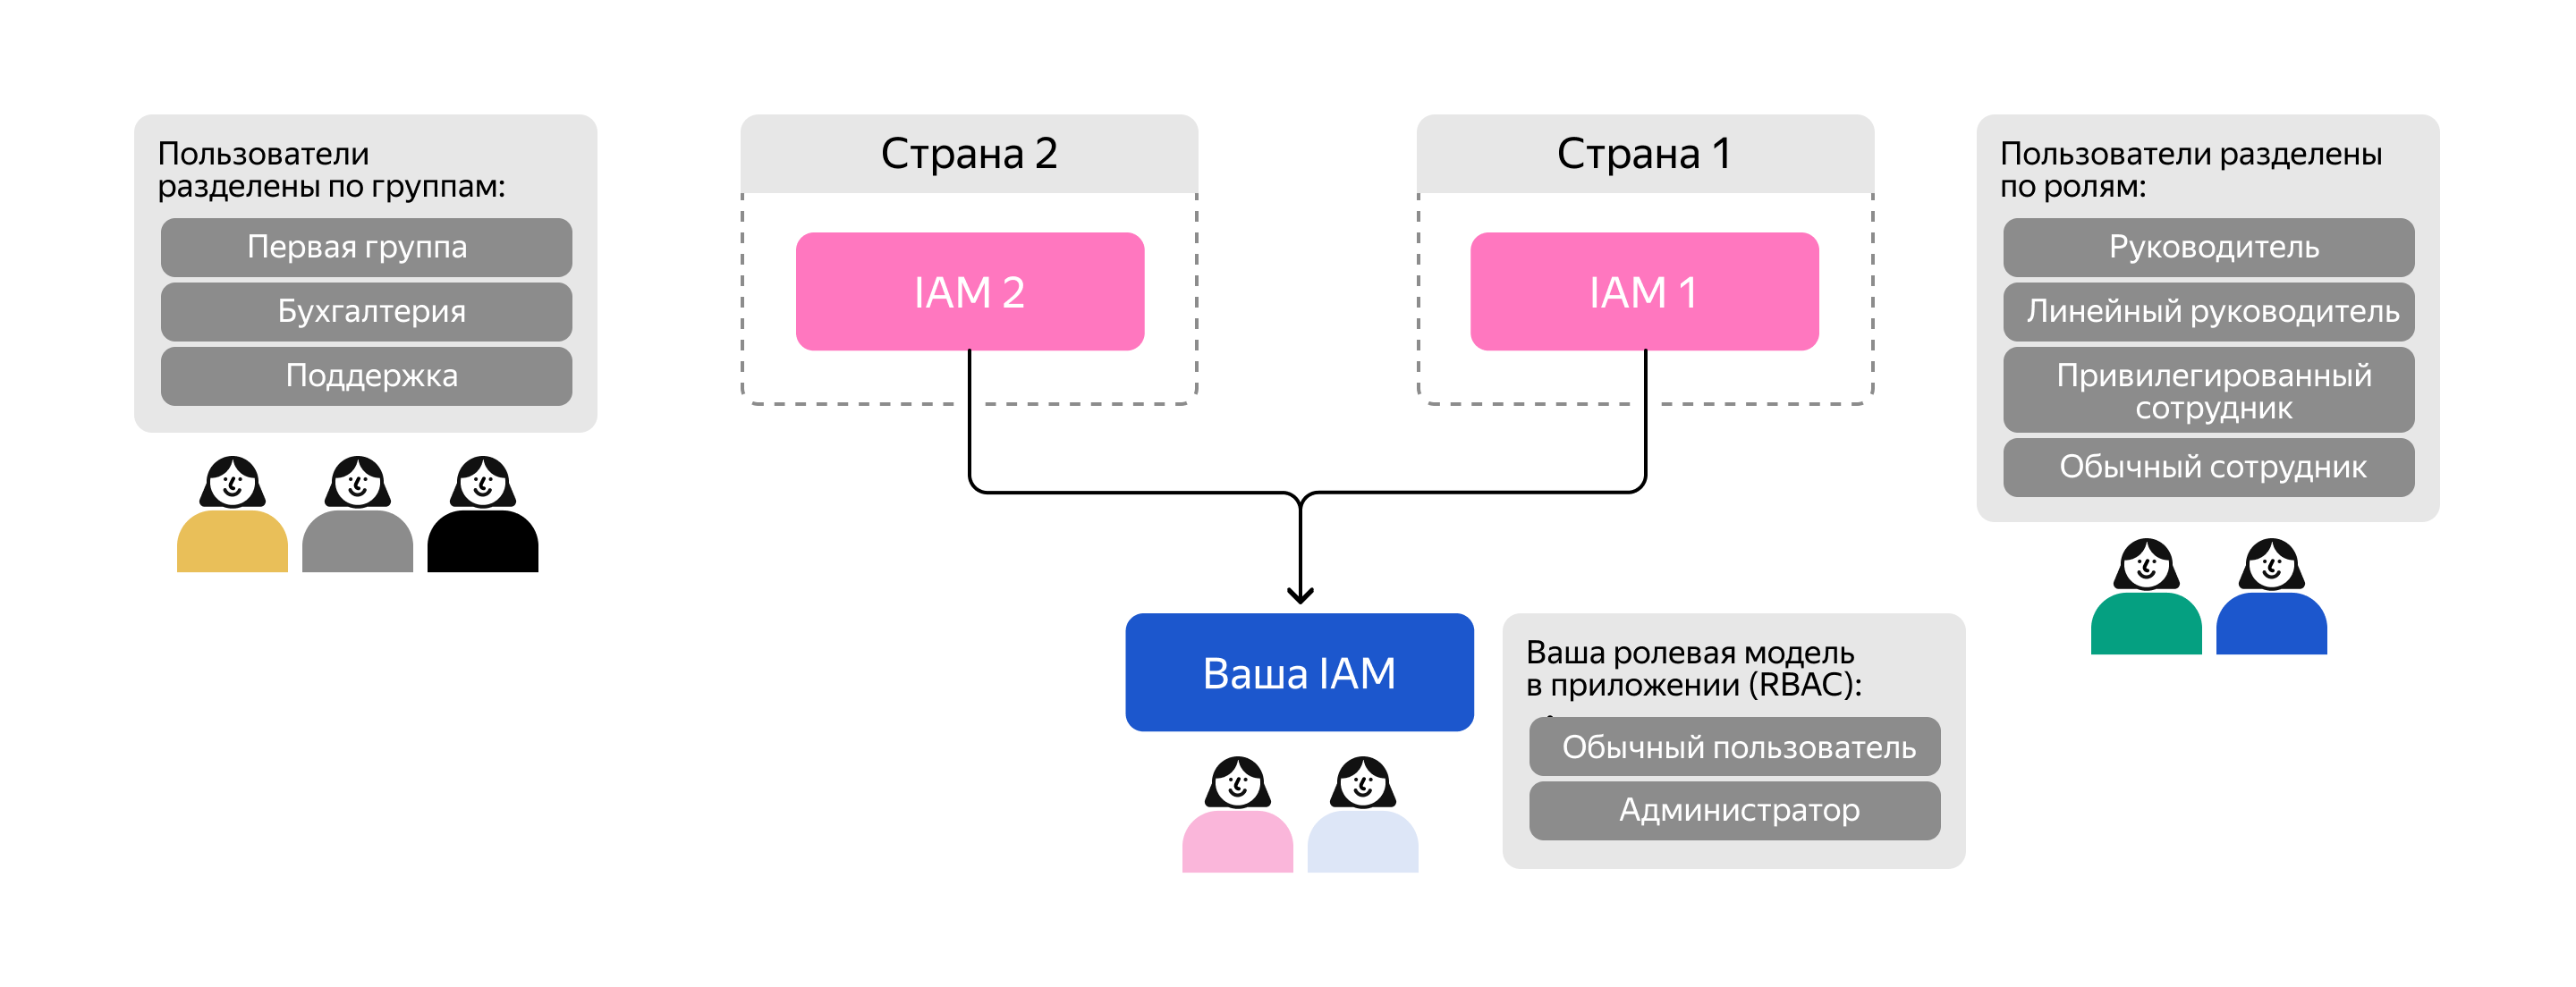 Пользователи
разделены по группам:
Первая группа
Бухгалтерия
Поддержка
Страна 2
IAM 2
Страна 1
IAM 1
Пользователи разделены
по ролям:
Руководитель
Линейный руководитель
Привилегированный
сотрудник
Обычный сотрудник
Ваша IAM
Ваша ролевая модель
в приложении (RBAC):
Обычный пользователь
Администратор